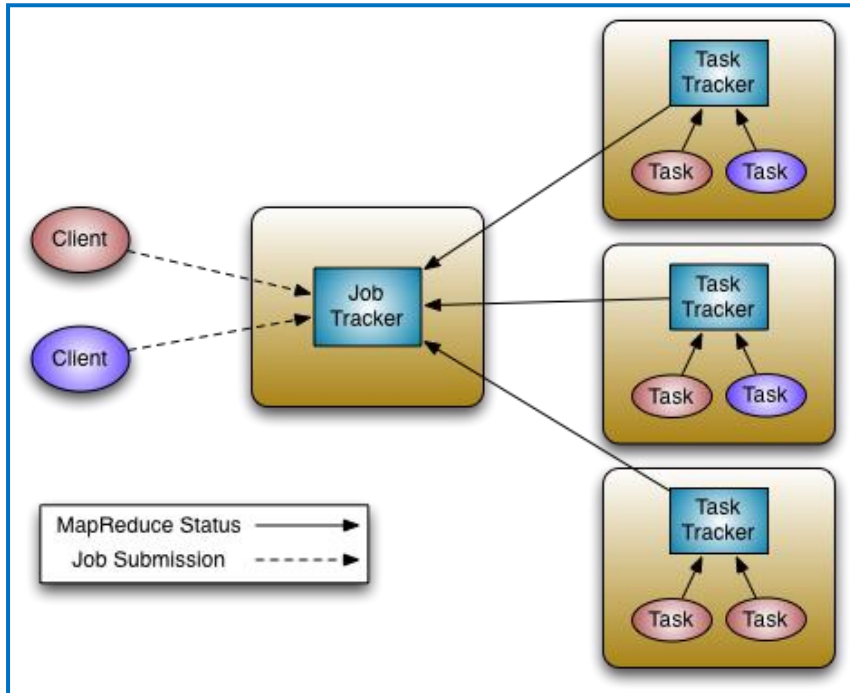 Task
Tracker
Task
Task
Client
Job
Tracker
Client
Task
Tracker
Task
Task
MapReduce Status
Job Submission
Task
Tracker
Task
Task